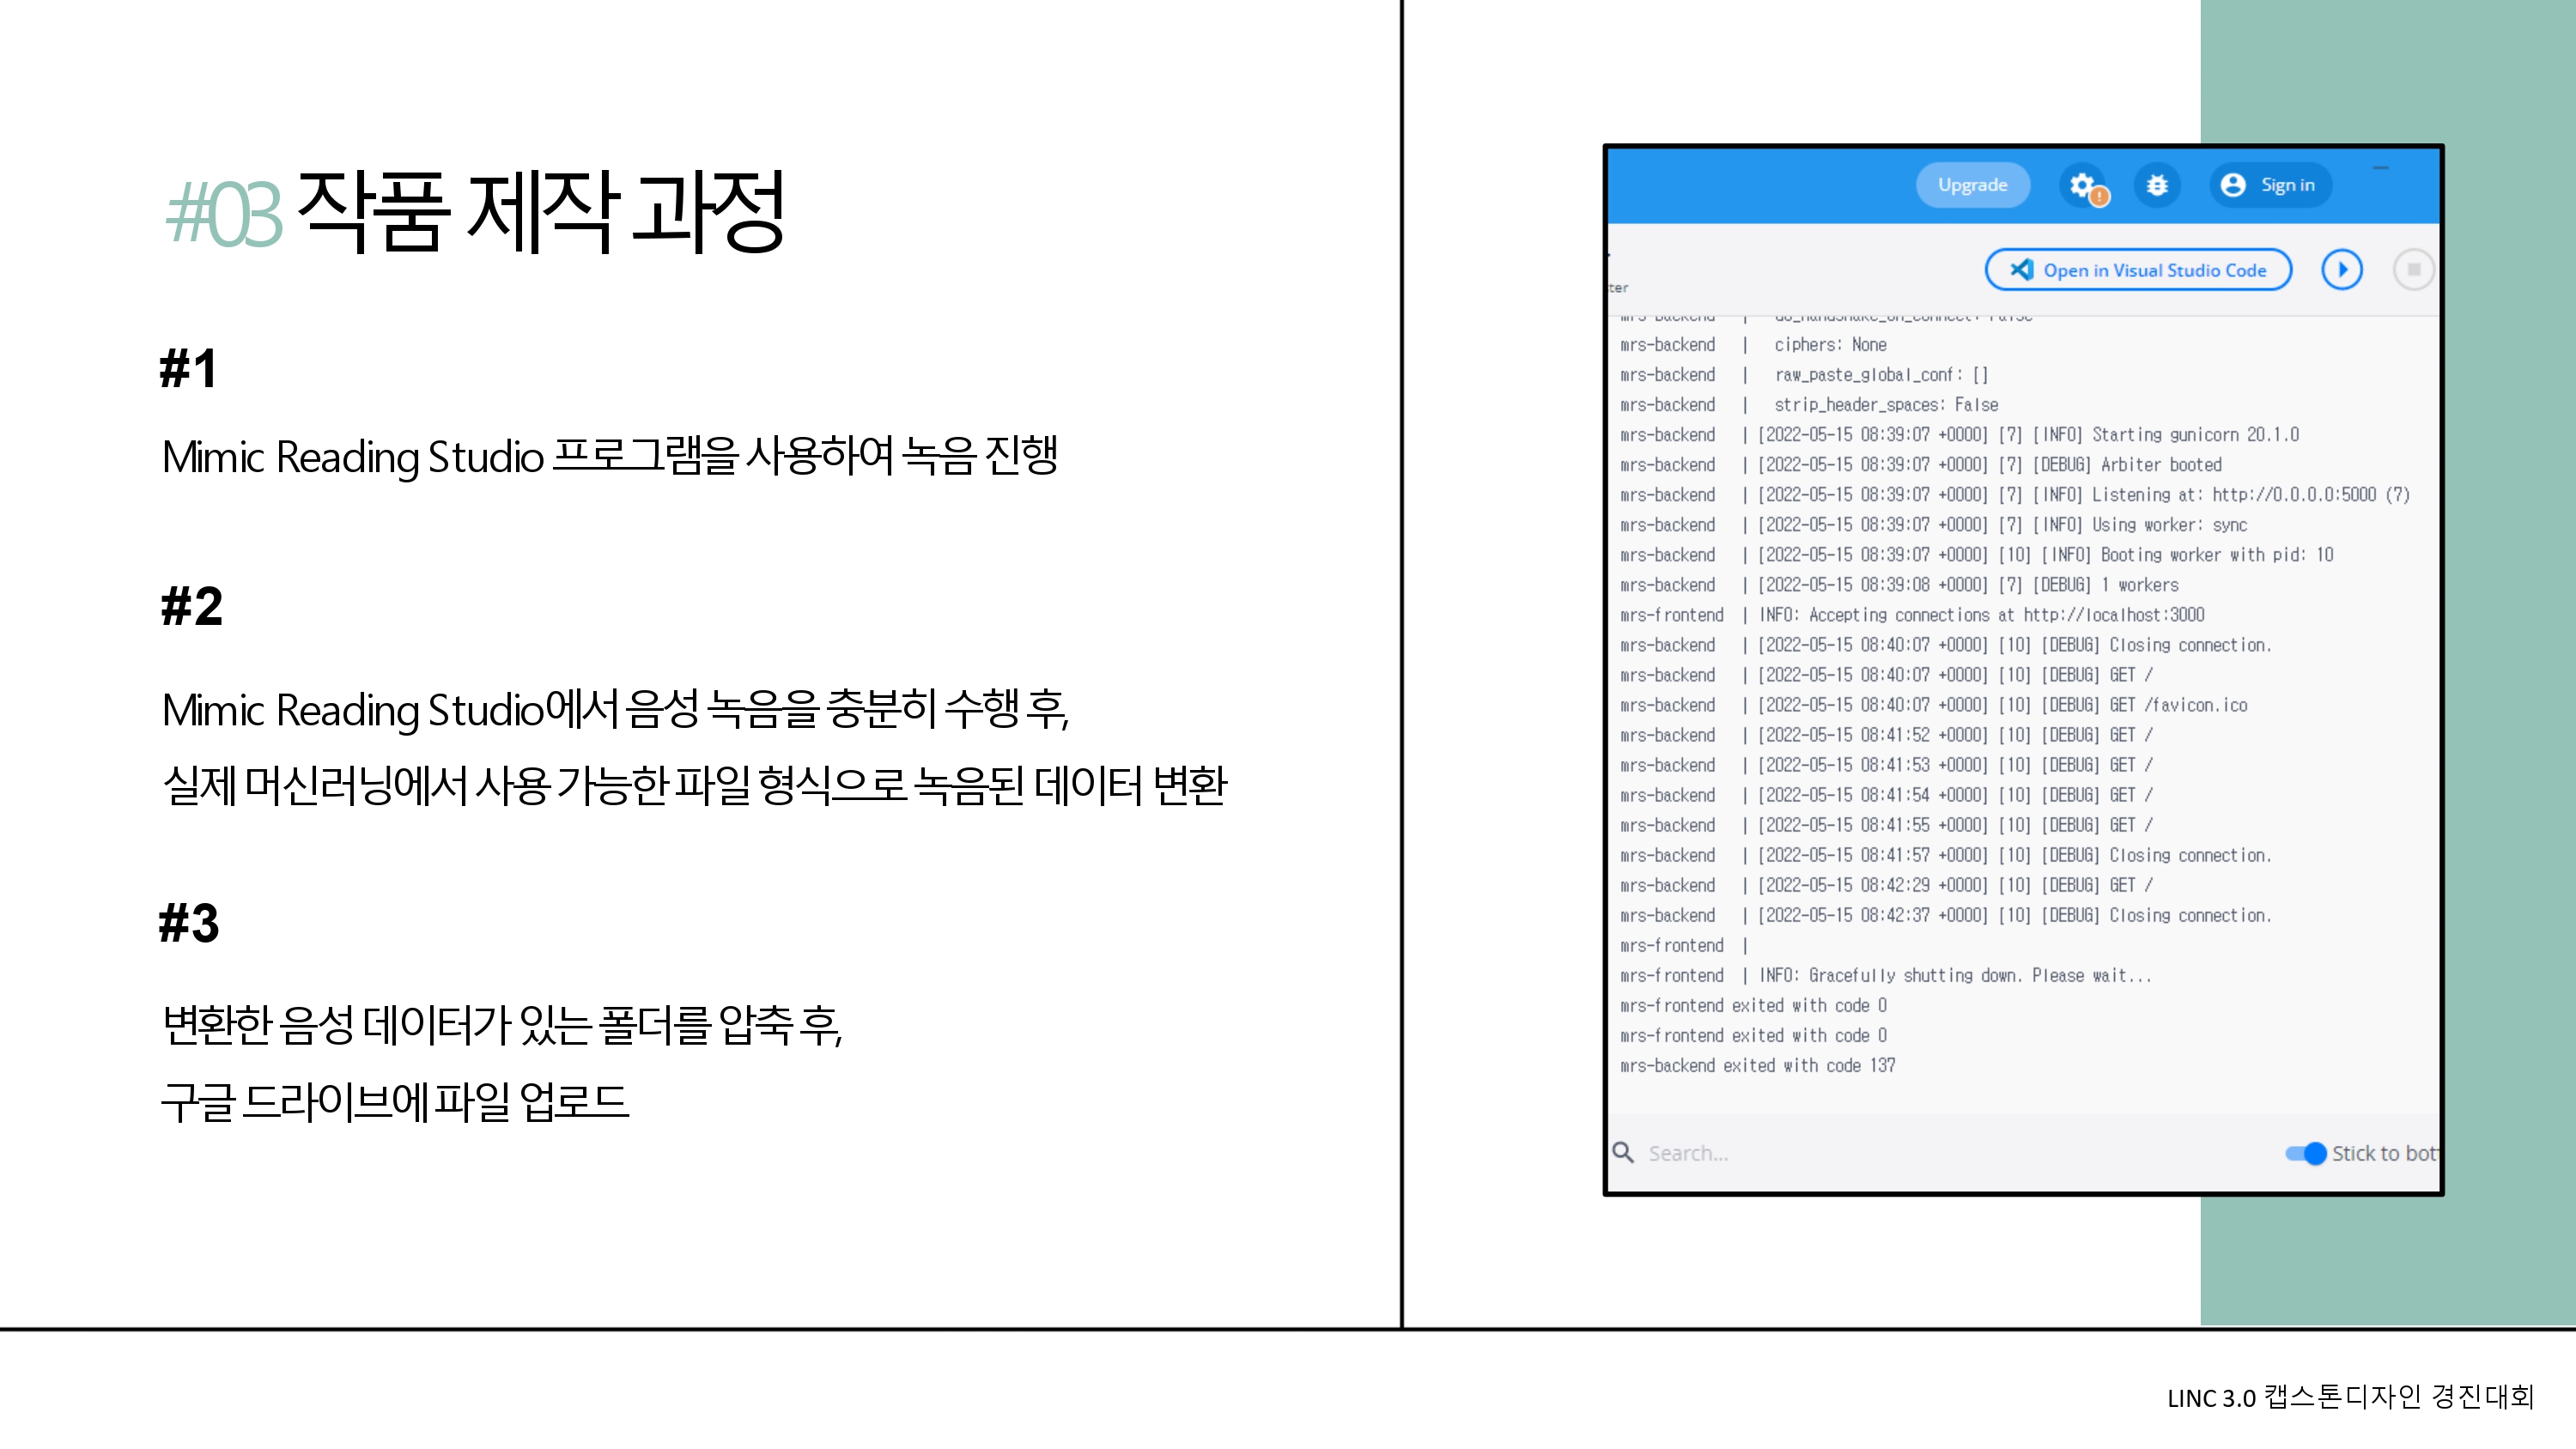 #03 작품 제작 과정
#1
Mimic Reading Studio 프로그램을 사용하여 녹음 진행
#2
Mimic Reading Studio에서 음성 녹음을 충분히 수행 후,
실제 머신러닝에서 사용 가능한 파일 형식으로 녹음된 데이터 변환
#3
변환한 음성 데이터가 있는 폴더를 압축 후,
구글 드라이브에 파일 업로드
Upgrade
Sign in
Open in Visual Studio Code
ter
mrs-backend | do_handshake_on_connect: False
mrs-backend | ciphers: None
mrs-backend | raw_paste_global_conf: []
mrs-backend | strip_header_spaces: False
mrs-backend | [2022-05-15 08:39:07 +0000] [7] [INFO] Starting gunicorn 20.1.0
mrs-backend | [2022-05-15 08:39:07 +0000] [7] [DEBUG] Arbiter booted
mrs-backend | [2022-05-15 08:39:07 +0000] [7] [INFO] Listening at: http://0.0.0.0:5000 (7)
mrs-backend | [2022-05-15 08:39:07 +0000] [7] [INFO] Using worker: sync
mrs-backend | [2022-05-15 08:39:07 +0000] [10] [INFO] Booting worker with pid: 10
mrs-backend | [2022-05-15 08:39:08 +0000] [7] [DEBUG] 1 workers
mrs-frontend | INFO: Accepting connections at http://localhost:3000
mrs-backend | [2022-05-15 08:40:07 +0000] [10] [DEBUG] Closing connection.
mrs-backend | [2022-05-15 08:40:07 +0000] [10] [DEBUG] GET /
mrs-backend | [2022-05-15 08:40:07 +0000] [10] [DEBUG] GET /favicon.ico
mrs-backend | [2022-05-15 08:41:52 +0000] [10] [DEBUG] GET /
mrs-backend | [2022-05-15 08:41:53 +0000] [10] [DEBUG] GET /
mrs-backend | [2022-05-15 08:41:54 +0000] [10] [DEBUG] GET /
mrs-backend | [2022-05-15 08:41:55 +0000] [10] [DEBUG] GET /
mrs-backend | [2022-05-15 08:41:57 +0000] [10] [DEBUG] Closing connection.
mrs-backend | [2022-05-15 08:42:29 +0000] [10] [DEBUG] GET /
mrs-backend | [2022-05-15 08:42:37 +0000] [10] [DEBUG] Closing connection.
mrs-frontend |
mrs-frontend | INFO: Gracefully shutting down. Please wait...
mrs-frontend exited with code 0
mrs-frontend exited with code 0
mrs-backend exited with code 137
Search...
Stick to bot
LINC 3.0 캡스톤디자인 경진대회